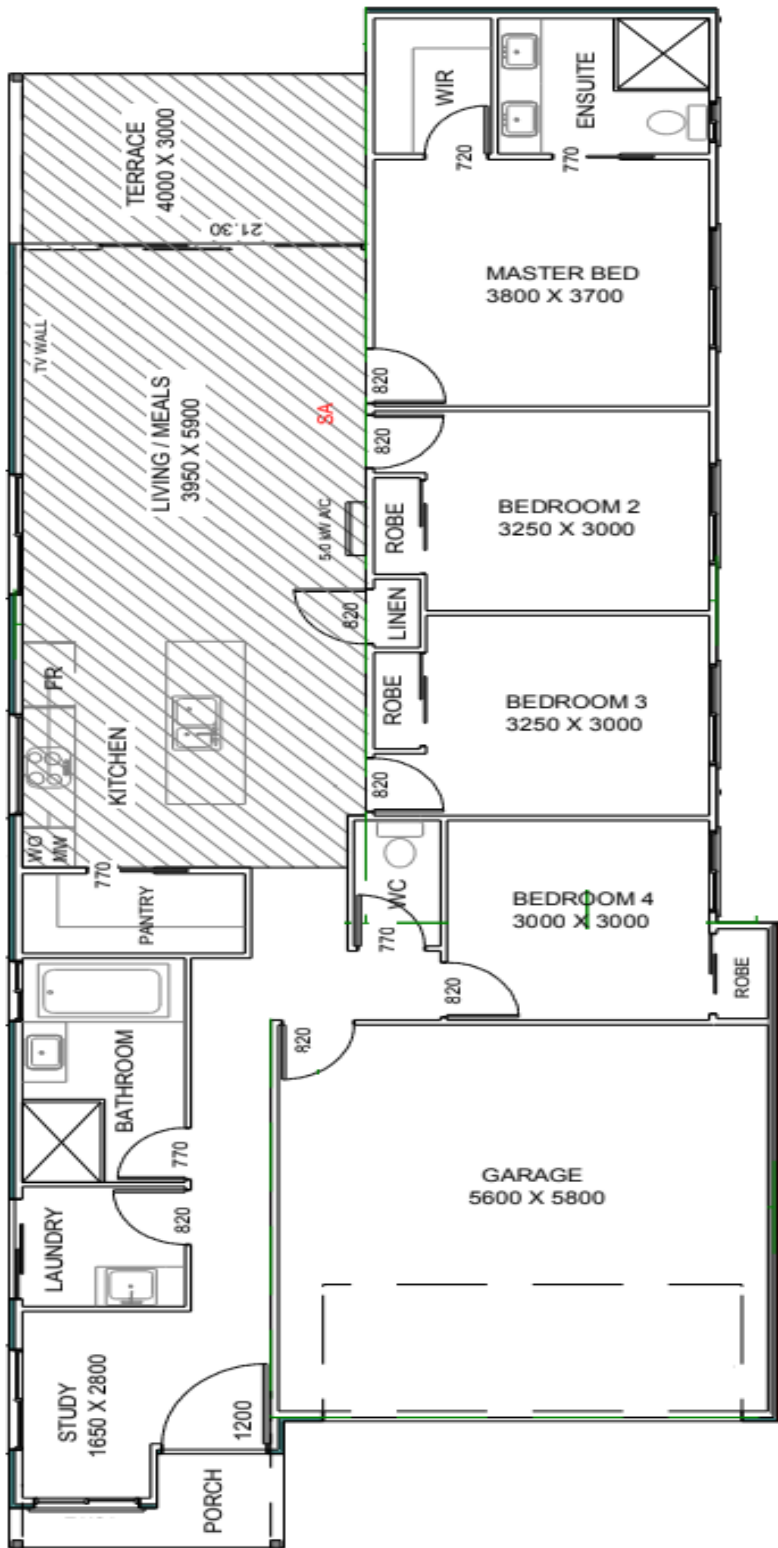 TERRACE
4000 X 3000
WIR
ENSUITE
720
770
21.30
MASTER BED
3800 X 3700
TV WALL
LIVING / MEALS
3950 X 5900
8A
820
820
BEDROOM 2
3250 X 3000
5.0 kW A/C
ROBE
820
LINEN
FR
KITCHEN
ROBE
BEDROOM 3
3250 X 3000
820
WO
MW
770
PANTRY
WC
770
BEDROOM 4
3000 X 3000
820
ROBE
BATHROOM
770
820
GARAGE
5600 X 5800
LAUNDRY
820
STUDY
1650 X 2800
1200
PORCH